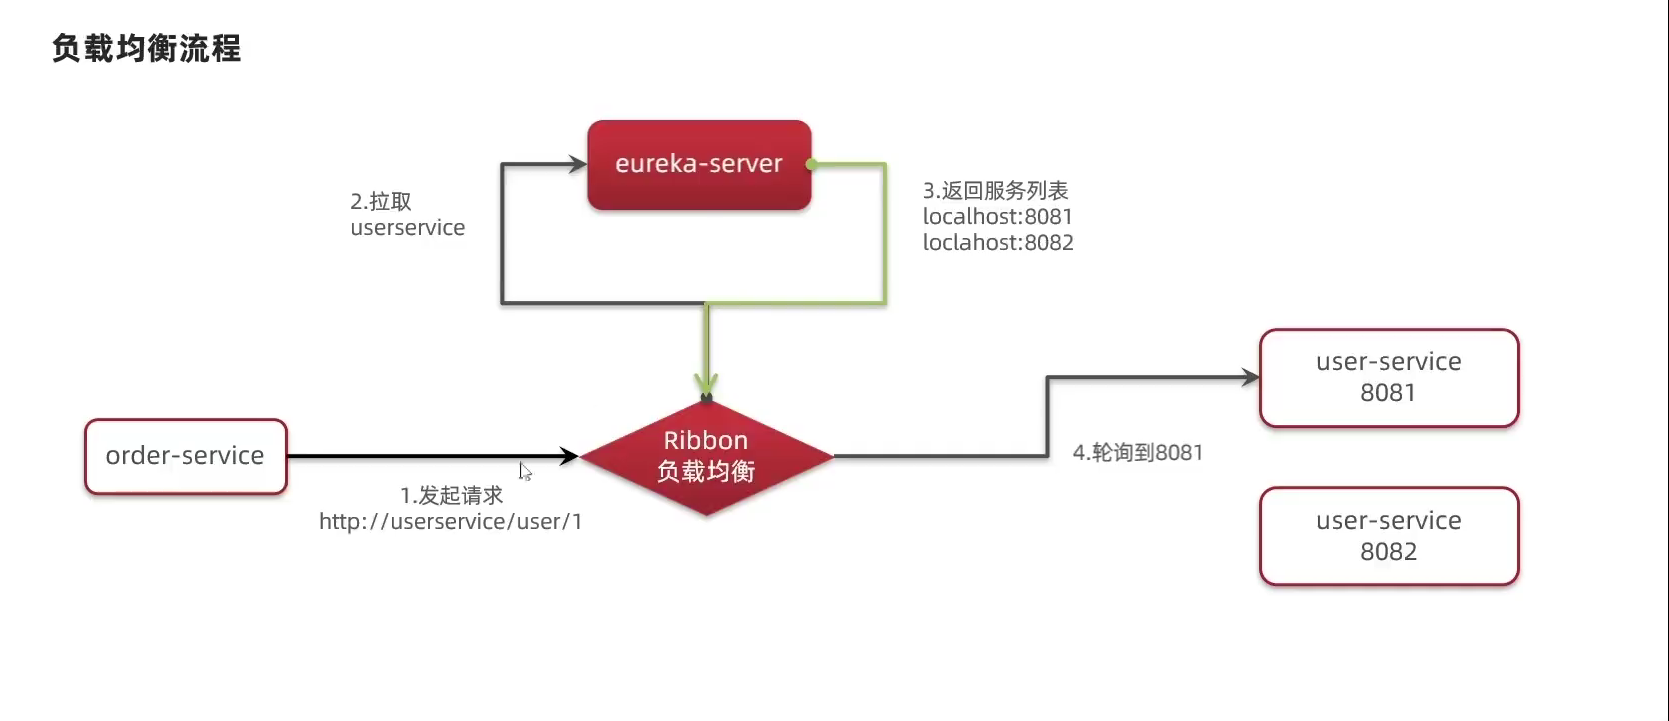 负载均衡流程
eureka-server
2.拉取
userservice
3.返回服务列表
localhost:8081
loclahost:8082
user-service
8081
order-service
Ribbon
负载均衡
4.轮询到8081
1.发起请求
http://userservice/user/1
user-service
8082